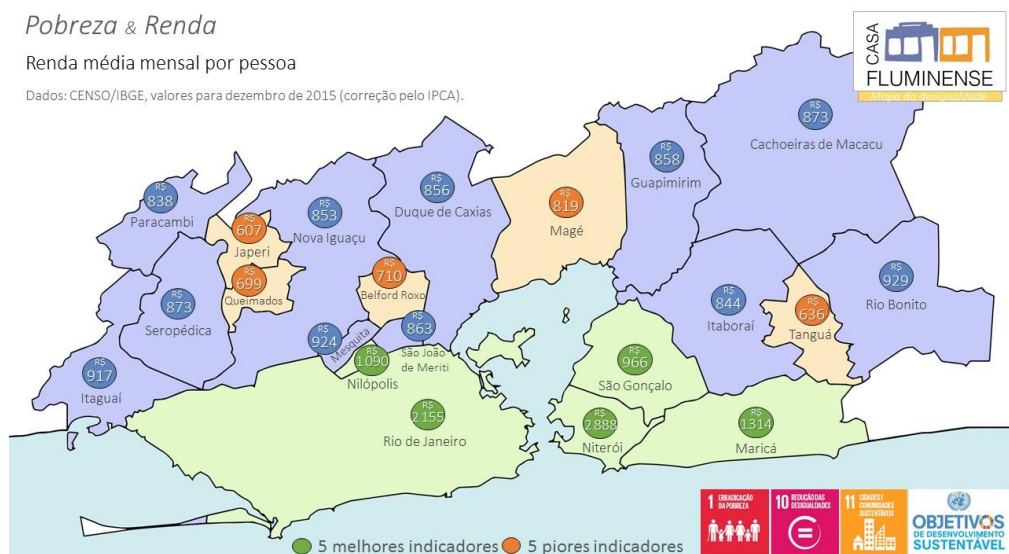 Pobreza & Renda
Renda média mensal por pessoa
Dados: CENSO/IBGE, valores para dezembro de 2015 (correção pelo IPCA).
CASA
FLUMINENSE
Mapa da desigualdade
R$
873
Cachoeiras de Macacu
R$
858
Guapimirim
R$
838
Paracambi
R$
856
Duque de Caxias
R$
819
Magé
R$
853
Nova Iguaçu
R$
607
Japeri
R$
699
Queimados
R$
710
Belford Roxo
R$
873
Seropédica
R$
929
Rio Bonito
R$
844
Itaboraí
R$
636
Tanguá
R$
924
Mesquita
R$
863
São João
de Meriti
R$
1090
Nilópolis
R$
966
São Gonçalo
R$
917
Itaguaí
R$
2155
Rio de Janeiro
R$
2888
Niterói
R$
1314
Maricá
5 melhores indicadores
5 piores indicadores
1 ERRADICAÇÃO
DA POBREZA
10 REDUÇÃO DAS
DESIGUALDADES
11 CIDADES E
COMUNIDADES
SUSTENTÁVEIS
OBJETIVOS
DE DESENVOLVIMENTO
SUSTENTÁVEL